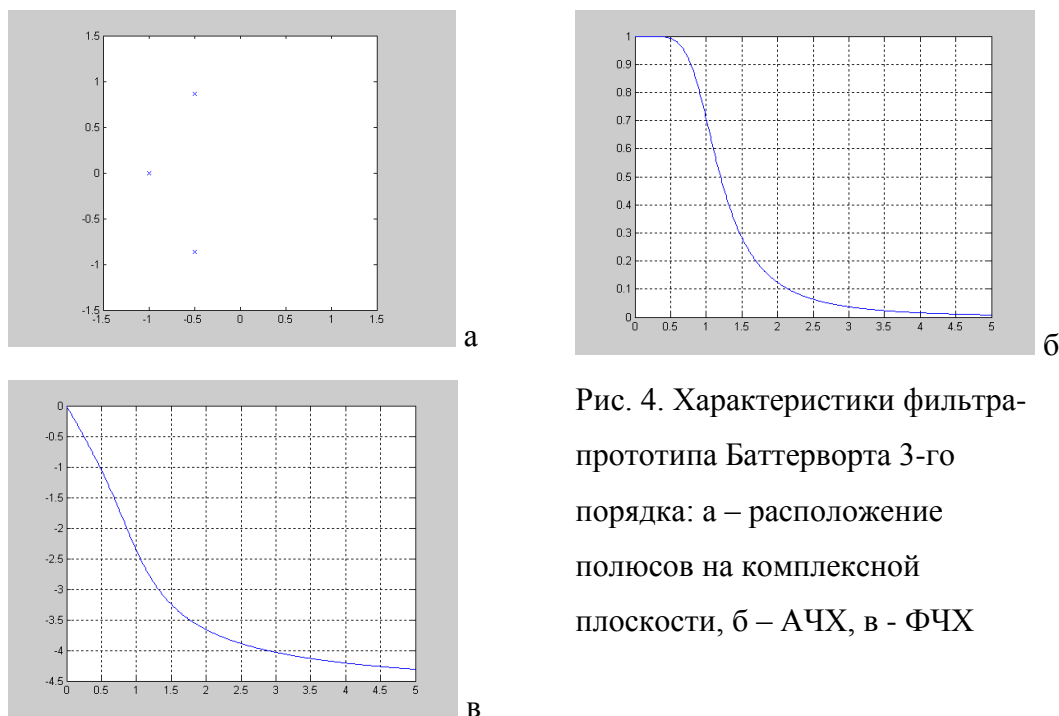 1.5
1
0.5
0
-0.5
-1
-1.5
-1.5 -1 -0.5 0 0.5 1 1.5
а
1
0.9
0.8
0.7
0.6
0.5
0.4
0.3
0.2
0.1
0
0 0.5 1 1.5 2 2.5 3 3.5 4 4.5 5
б
0
-0.5
-1
-1.5
-2
-2.5
-3
-3.5
-4
-4.5
0 0.5 1 1.5 2 2.5 3 3.5 4 4.5 5
в
Рис. 4. Характеристики фильтра-
прототипа Баттерворта 3-го
порядка: а – расположение
полюсов на комплексной
плоскости, б – АЧХ, в - ФЧХ